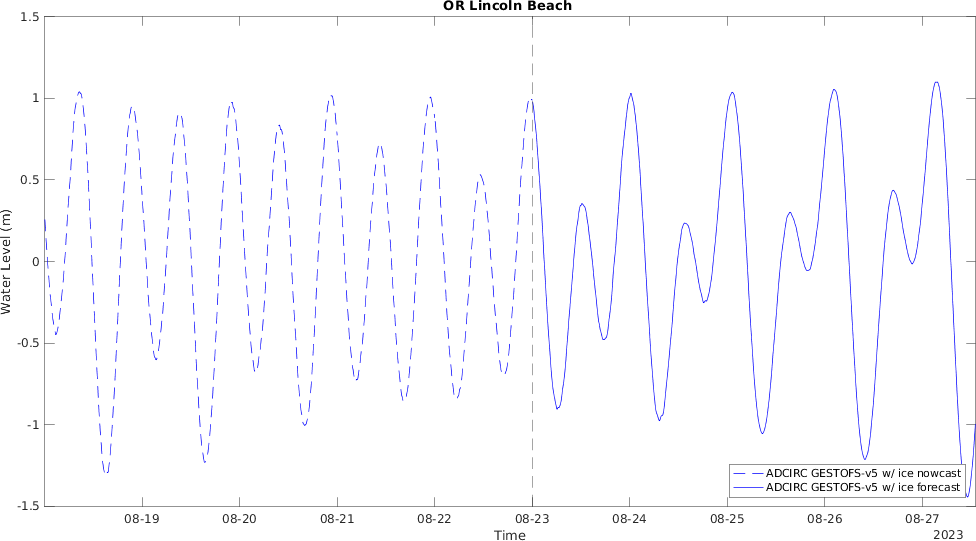 OR Lincoln Beach
1.5
1
0.5
0
-0.5
-1
-1.5
Water Level (m)
08-19 08-20 08-21 08-22 08-23 08-24 08-25 08-26 08-27
Time
2023
ADCIRC GESTOFS-v5 w/ ice nowcast
ADCIRC GESTOFS-v5 w/ ice forecast